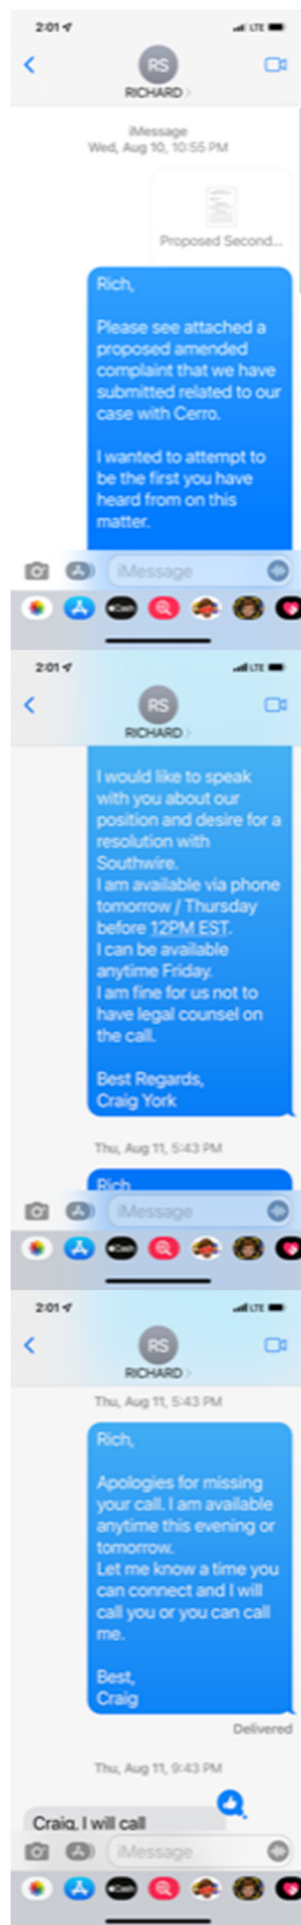 2:01
LTE
RS
RICHARD
iMessage
Wed, Aug 10, 10:55 PM
Proposed Second...
Rich,
Please see attached a
proposed amended
complaint that we have
submitted related to our
case with Cerro.
I wanted to attempt to
be the first you have
heard from on this
matter.
iMessage
Cash
2:01
LTE
RS
RICHARD
I would like to speak
with you about our
position and desire for a
resolution with
Southwire.
I am available via phone
tomorrow / Thursday
before 12PM EST.
I can be available
anytime Friday.
I am fine for us not to
have legal counsel on
the call.
Best Regards,
Craig York
Thu, Aug 11, 5:43 PM
Rich
iMessage
Cash
2:01
LTE
RS
RICHARD
Thu, Aug 11, 5:43 PM
Rich,
Apologies for missing
your call. I am available
anytime this evening or
tomorrow.
Let me know a time you
can connect and I will
call you or you can call
me.
Best,
Craig
Delivered
Thu, Aug 11, 9:43 PM
Craig, I will call
iMessage
Cash